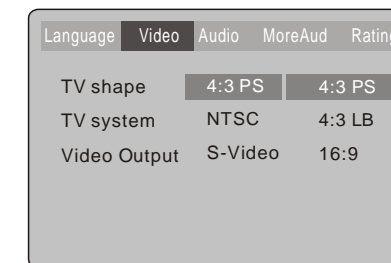 Language Video Audio MoreAud Rating
TV shape 4:3 PS 4:3 PS
TV system NTSC 4:3 LB
Video Output S-Video 16:9